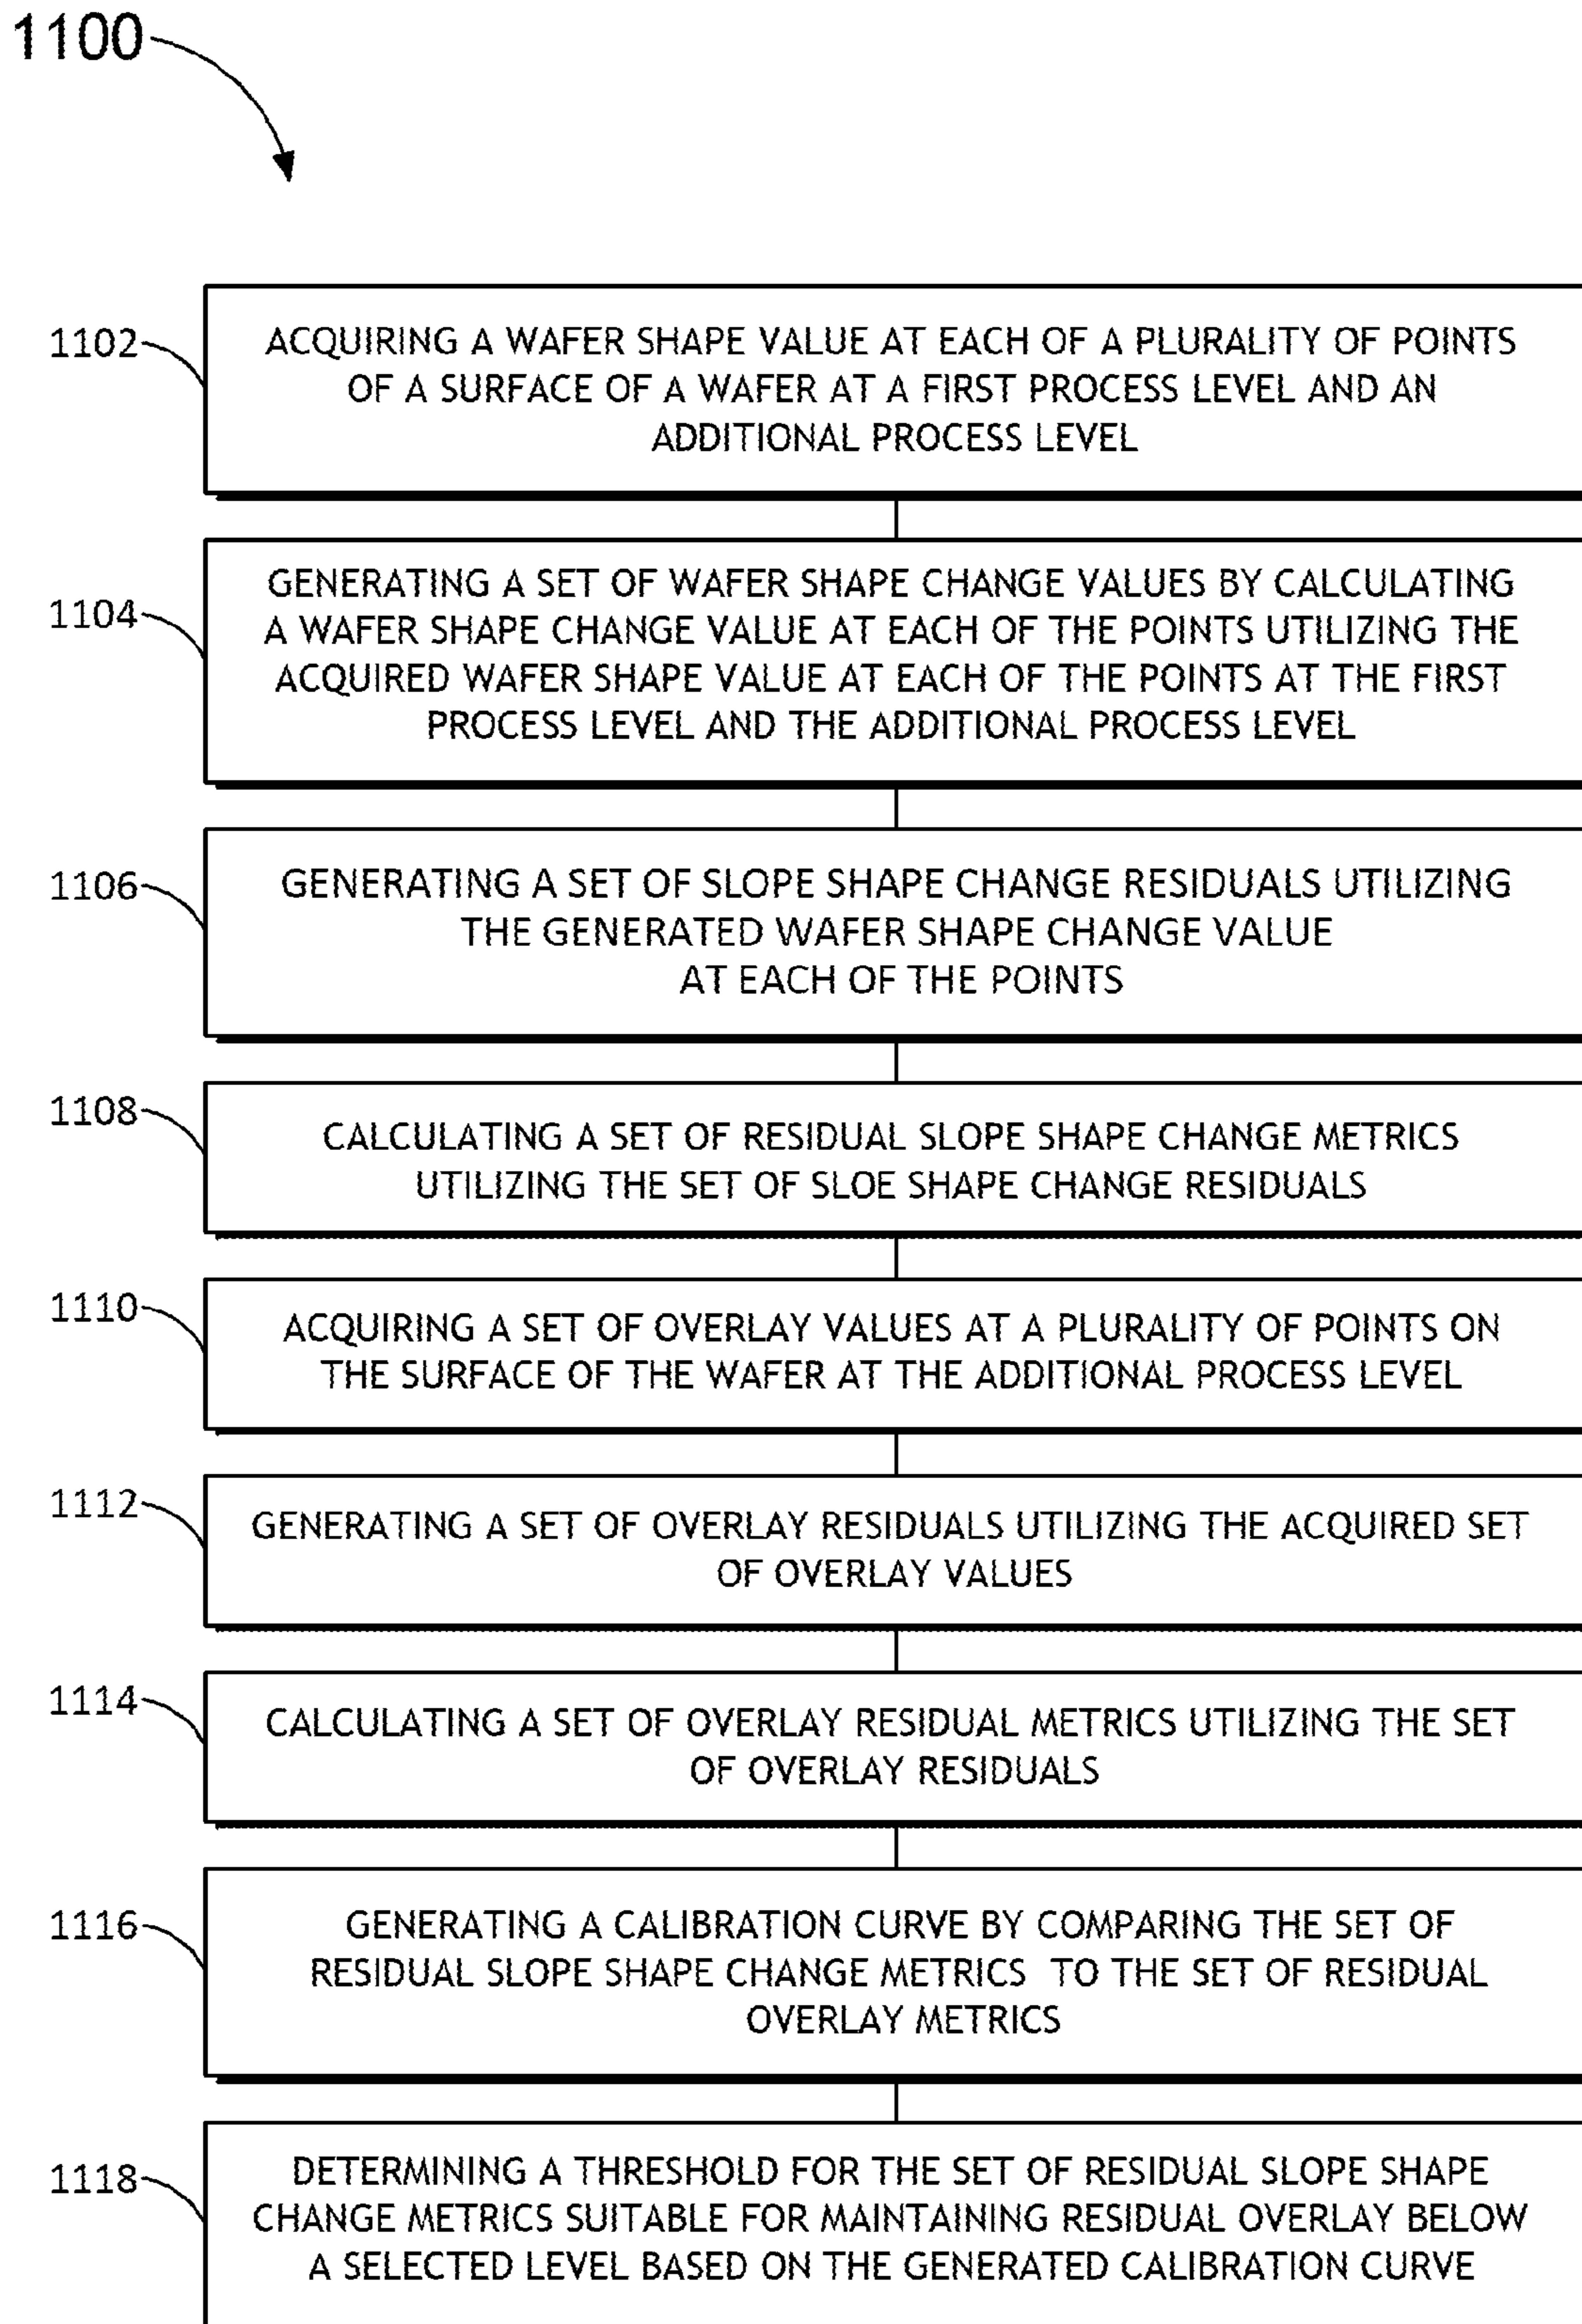 1100
1102
ACQUIRING A WAFER SHAPE VALUE AT EACH OF A PLURALITY OF POINTS
OF A SURFACE OF A WAFER AT A FIRST PROCESS LEVEL AND AN
ADDITIONAL PROCESS LEVEL
1104
GENERATING A SET OF WAFER SHAPE CHANGE VALUES BY CALCULATING
A WAFER SHAPE CHANGE VALUE AT EACH OF THE POINTS UTILIZING THE
ACQUIRED WAFER SHAPE VALUE AT EACH OF THE POINTS AT THE FIRST
PROCESS LEVEL AND THE ADDITIONAL PROCESS LEVEL
1106
GENERATING A SET OF SLOPE SHAPE CHANGE RESIDUALS UTILIZING
THE GENERATED WAFER SHAPE CHANGE VALUE
AT EACH OF THE POINTS
1108
CALCULATING A SET OF RESIDUAL SLOPE SHAPE CHANGE METRICS
UTILIZING THE SET OF SLOE SHAPE CHANGE RESIDUALS
1110
ACQUIRING A SET OF OVERLAY VALUES AT A PLURALITY OF POINTS ON
THE SURFACE OF THE WAFER AT THE ADDITIONAL PROCESS LEVEL
1112
GENERATING A SET OF OVERLAY RESIDUALS UTILIZING THE ACQUIRED SET
OF OVERLAY VALUES
1114
CALCULATING A SET OF OVERLAY RESIDUAL METRICS UTILIZING THE SET
OF OVERLAY RESIDUALS
1116
GENERATING A CALIBRATION CURVE BY COMPARING THE SET OF
RESIDUAL SLOPE SHAPE CHANGE METRICS TO THE SET OF RESIDUAL
OVERLAY METRICS
1118
DETERMINING A THRESHOLD FOR THE SET OF RESIDUAL SLOPE SHAPE
CHANGE METRICS SUITABLE FOR MAINTAINING RESIDUAL OVERLAY BELOW
A SELECTED LEVEL BASED ON THE GENERATED CALIBRATION CURVE